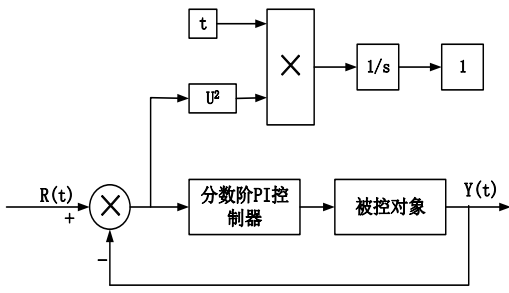 t
×
1/s
1
U²
R(t)
+
×
−
分数阶PI控
制器
被控对象
Y(t)